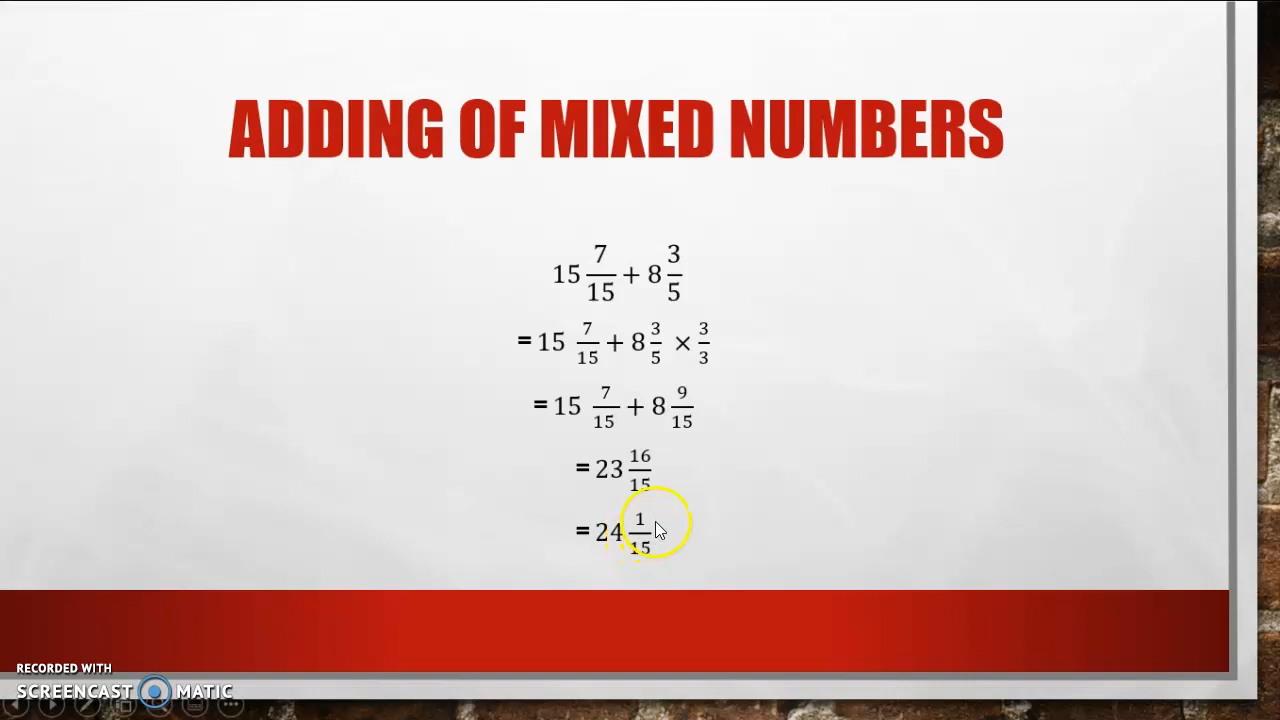 ADDING OF MIXED NUMBERS
15 7/15 + 8 3/5
= 15 7/15 + 8 3/5 × 3/3
= 15 7/15 + 8 9/15
= 23 16/15
= 24 1/15
RECORDED WITH
SCREENCAST MATIC